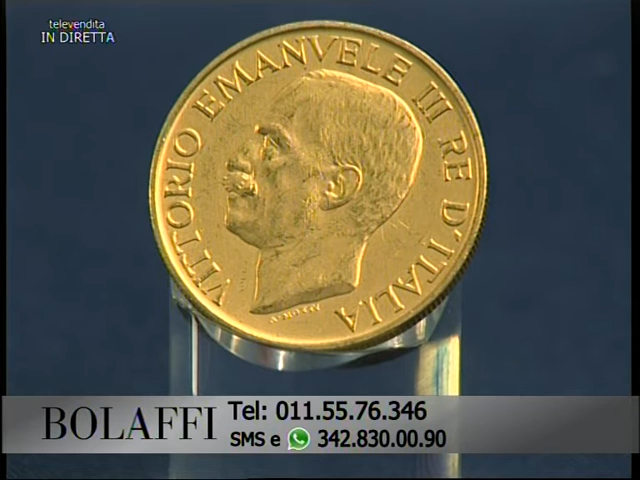 televendita
IN DIRETTA
VITTORIO EMANVELE III RE D'ITALIA
BOLAFFI
Tel: 011.55.76.346
SMS e 342.830.00.90